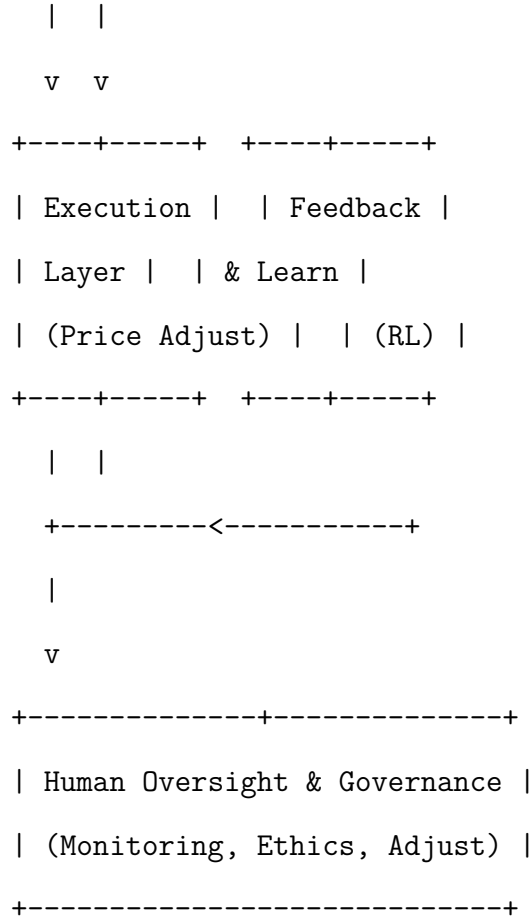 |  |
v  v
+----+-----+  +----+-----+
| Execution |  | Feedback |
| Layer |  | & Learn |
| (Price Adjust) |  | (RL) |
+----+-----+  +----+-----+
|  |
+---------<-----------+
|
v
+--------------+--------------+
| Human Oversight & Governance |
| (Monitoring, Ethics, Adjust) |
+-----------------------------+